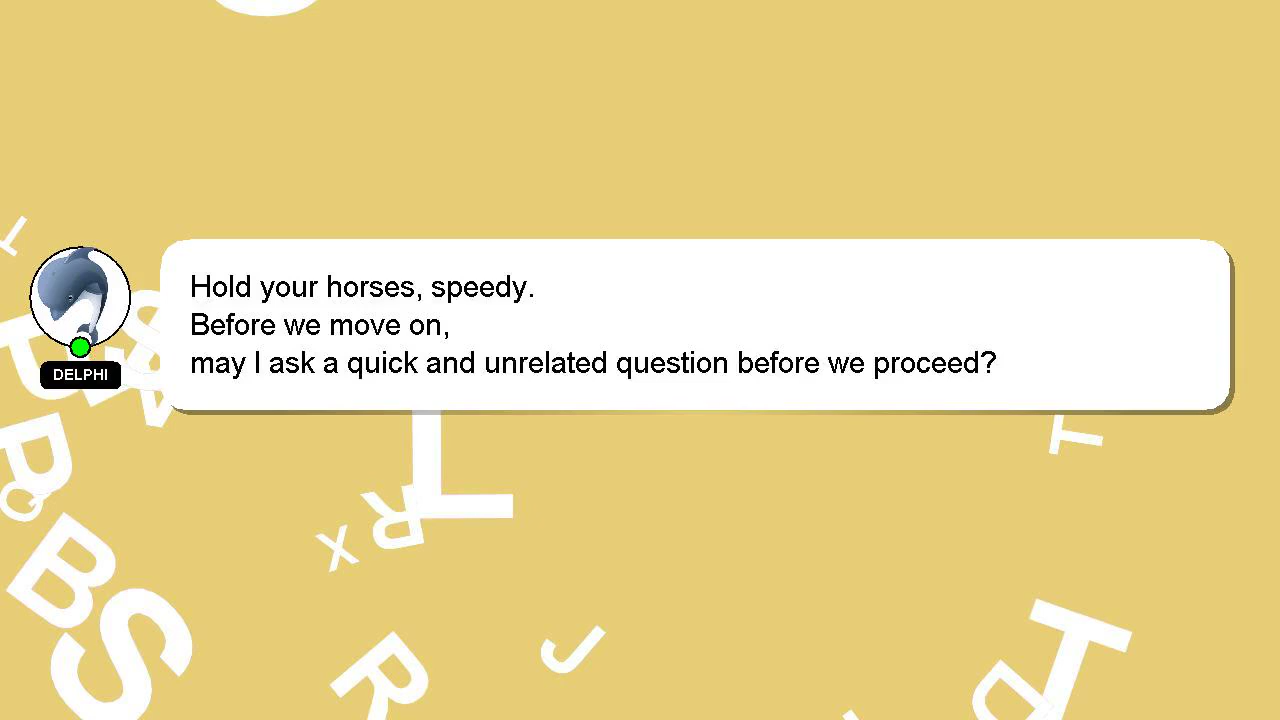 Hold your horses, speedy.
Before we move on,
may I ask a quick and unrelated question before we proceed?
DELPHI
T
S
B
R
Q
B
S
L
R
X
R
J
T
T
D